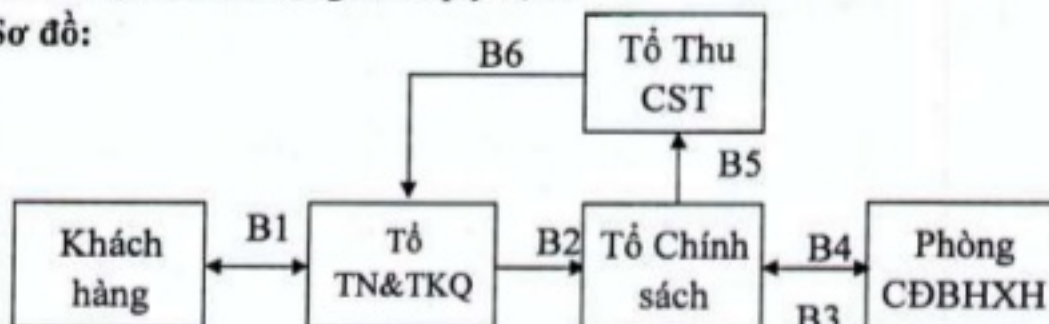 Sơ đồ:
B6
Tổ Thu
CST
B5
Khách
hàng
B1
Tổ
TN&TKQ
B2
Tổ Chính
sách
B4
B3
Phòng
CĐBHXH